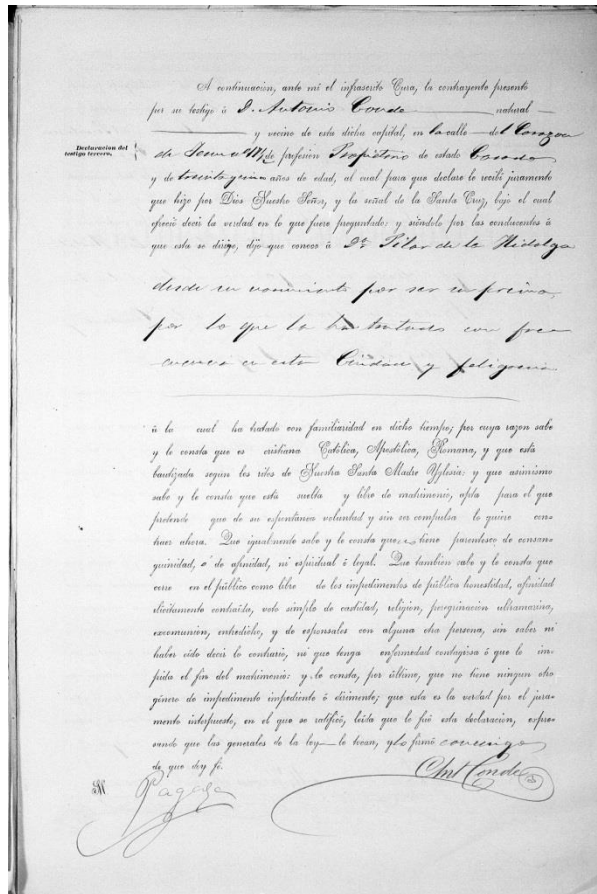 A continuacion, ante mí el infrascrito Cura, la contrayente presentó
por su testigo á D. Antonio Conde natural
y vecino de esta dicha capital, en la calle del Corazon
Declaracion del
testigo tercero.
de Jesus nº de profesion Propietario de estado Casado
y de treinta y un años de edad, al cual para que declare le recibí juramento
que hizo por Dios Nuestro Señor, y la señal de la Santa Cruz, bajo el cual
ofreció decir la verdad en lo que fuere preguntado: y siéndolo por las conducentes á
que esta se dirige, dijo que conoce á Dª Pilar de la Hidalga
desde su nacimiento por ser su prima,
por lo que la ha tratado con fre
cuencia en esta Ciudad y feligresia
á la cual ha tratado con familiaridad en dicho tiempo; por cuya razon sabe
y le consta que es cristiana Católica, Apostólica, Romana, y que está
bautizada segun los ritos de Nuestra Santa Madre Yglesia: y que asimismo
sabe y le consta que está suelta y libre de matrimonio, apta para el que
pretende que de su espontánea voluntad y sin ser compulsa lo quiere con-
traer ahora. Que igualmente sabe y le consta que no tiene parentesco de consan-
guinidad, ó de afinidad, ni espiritual ó legal. Que tambien sabe y le consta que
corre en el público como libre de los impedimentos de pública honestidad, afinidad
ilícitamente contraida, voto simple de castidad, religion, peregrinacion ultramarina,
excomunion, entredicho, y de esponsales con alguna otra persona, sin saber ni
haber oido decir lo contrario, ni que tenga enfermedad contagiosa ó que le im-
pida el fin del matrimonio: y le consta, por último, que no tiene ningun otro
género de impedimento impediente ó dirimente; que esta es la verdad por el jura-
mento interpuesto, en el que se ratificó, leida que le fué esta declaracion, expre-
sando que las generales de la ley le tocan, y lo firmó conmigo
de que doy fé.
Ant Conde
Pagaza